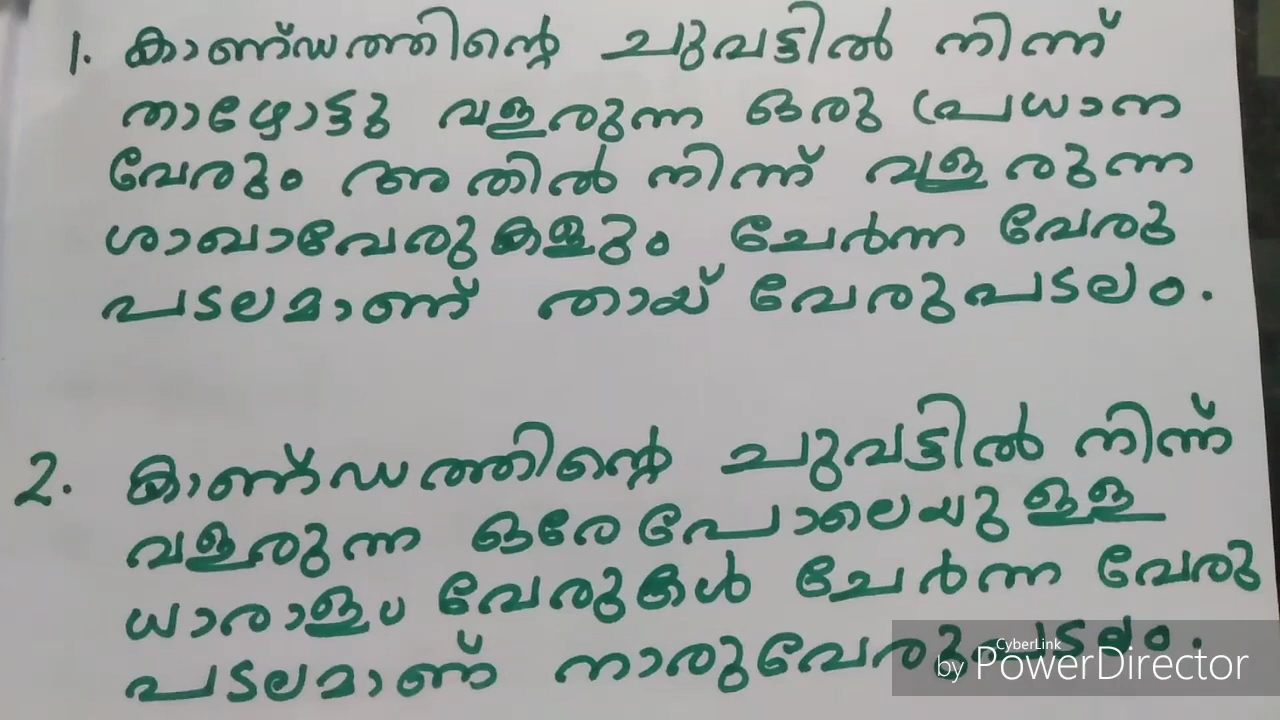 1. കാണ്ഡത്തിന്റെ ചുവട്ടിൽ നിന്ന്
താഴോട്ടു വളരുന്ന ഒരു പ്രധാന
വേരും അതിൽ നിന്ന് വളരുന്ന
ശാഖാവേരുകളും ചേർന്ന വേരു
പടലമാണ് തായ് വേരുപടലം.
2. കാണ്ഡത്തിന്റെ ചുവട്ടിൽ നിന്ന്
വളരുന്ന ഒരേപോലെയുള്ള
ധാരാളം വേരുകൾ ചേർന്ന വേരു
പടലമാണ് നാരുവേരുപടലം.
CyberLink
by PowerDirector